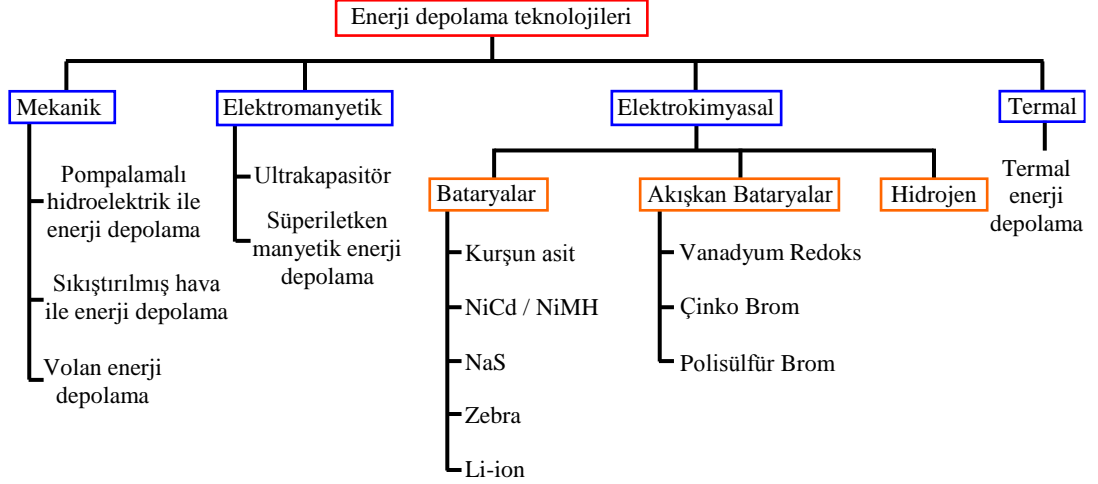 Enerji depolama teknolojileri
Mekanik
Elektromanyetik
Elektrokimyasal
Termal
Pompalamalı
hidroelektrik ile
enerji depolama
Sıkıştırılmış hava
ile enerji depolama
Volan enerji
depolama
Ultrakapasitör
Süperiletken
manyetik enerji
depolama
Bataryalar
Akışkan Bataryalar
Hidrojen
Kurşun asit
NiCd / NiMH
NaS
Zebra
Li-ion
Vanadyum Redoks
Çinko Brom
Polisülfür Brom
Termal
enerji
depolama